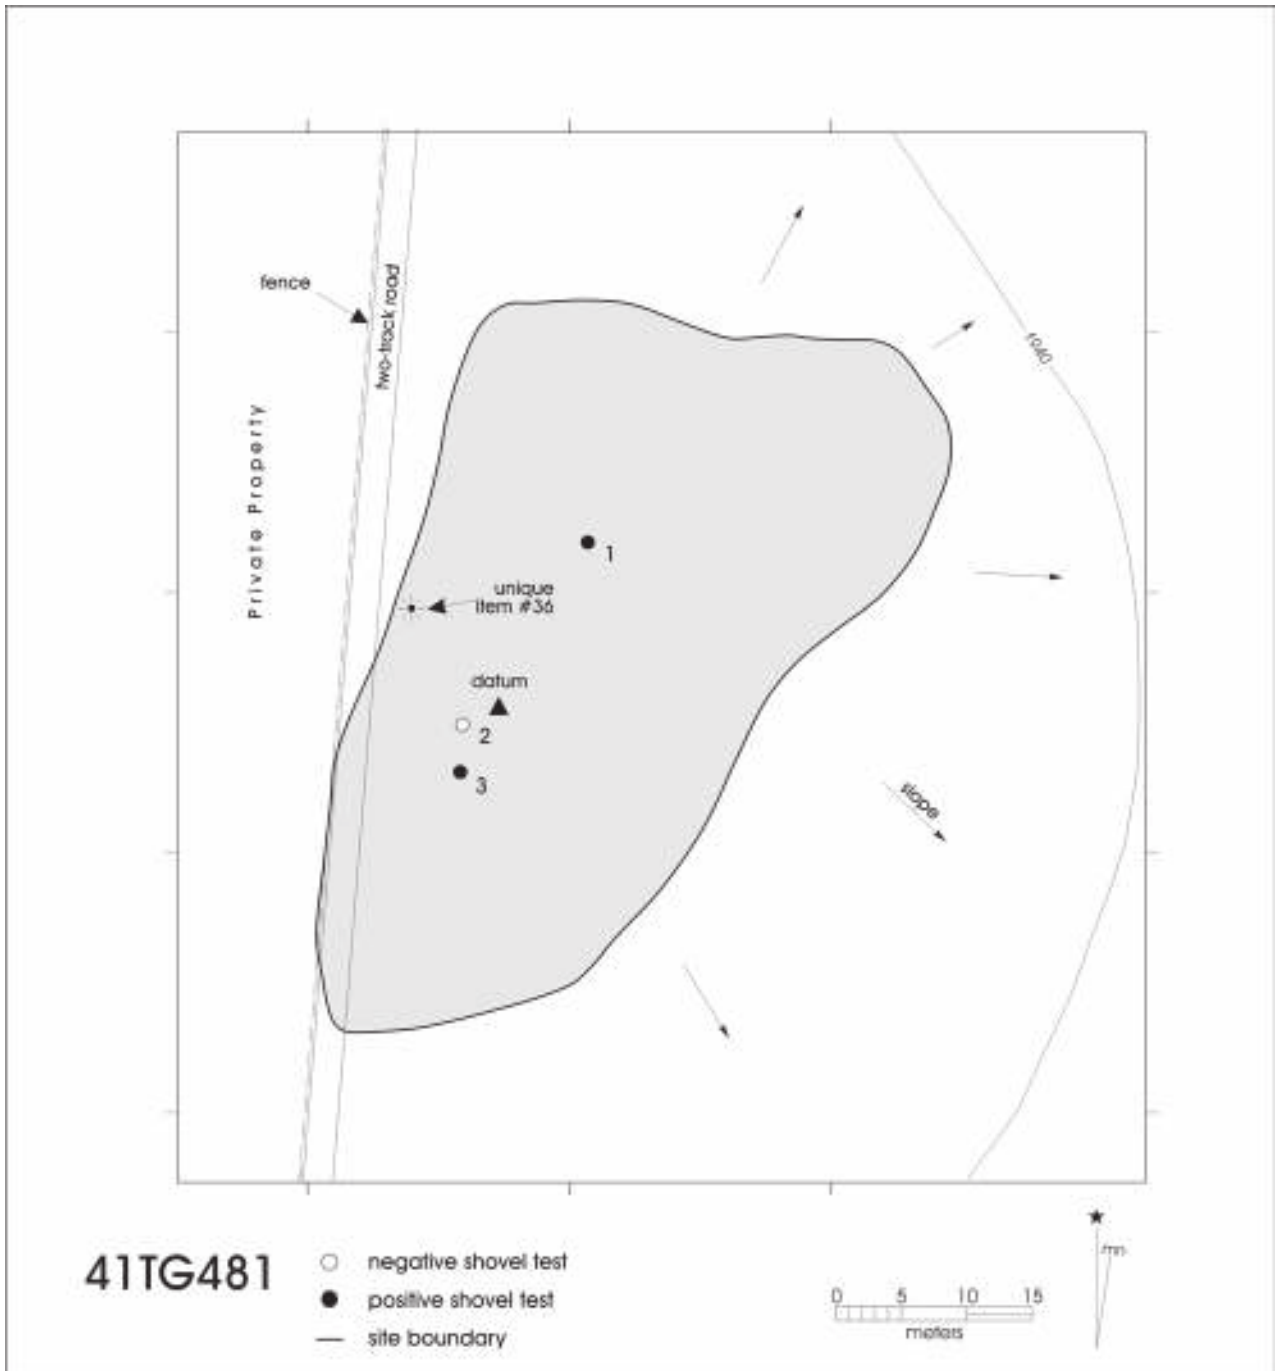 fence
two-track road
1940
Private Property
1
unique
item #36
datum
2
3
slope
mn
41TG481
negative shovel test
positive shovel test
site boundary
0 5 10 15
meters